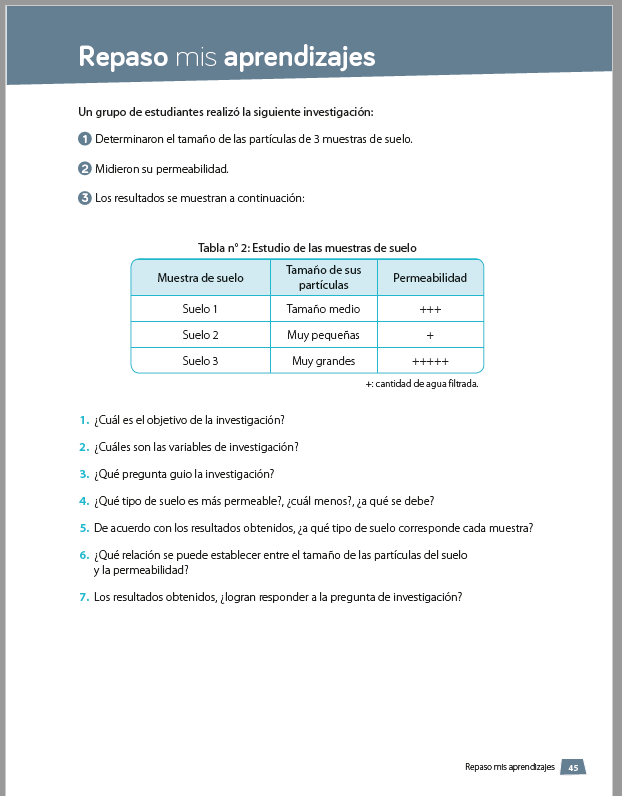 Repaso mis aprendizajes
Un grupo de estudiantes realizó la siguiente investigación:
1 Determinaron el tamaño de las partículas de 3 muestras de suelo.
2 Midieron su permeabilidad.
3 Los resultados se muestran a continuación:
Tabla n° 2: Estudio de las muestras de suelo
Muestra de suelo Tamaño de sus partículas Permeabilidad
Suelo 1 Tamaño medio +++
Suelo 2 Muy pequeñas +
Suelo 3 Muy grandes +++++
+: cantidad de agua filtrada.
1. ¿Cuál es el objetivo de la investigación?
2. ¿Cuáles son las variables de investigación?
3. ¿Qué pregunta guio la investigación?
4. ¿Qué tipo de suelo es más permeable?, ¿cuál menos?, ¿a qué se debe?
5. De acuerdo con los resultados obtenidos, ¿a qué tipo de suelo corresponde cada muestra?
6. ¿Qué relación se puede establecer entre el tamaño de las partículas del suelo
y la permeabilidad?
7. Los resultados obtenidos, ¿logran responder a la pregunta de investigación?
Repaso mis aprendizajes 45